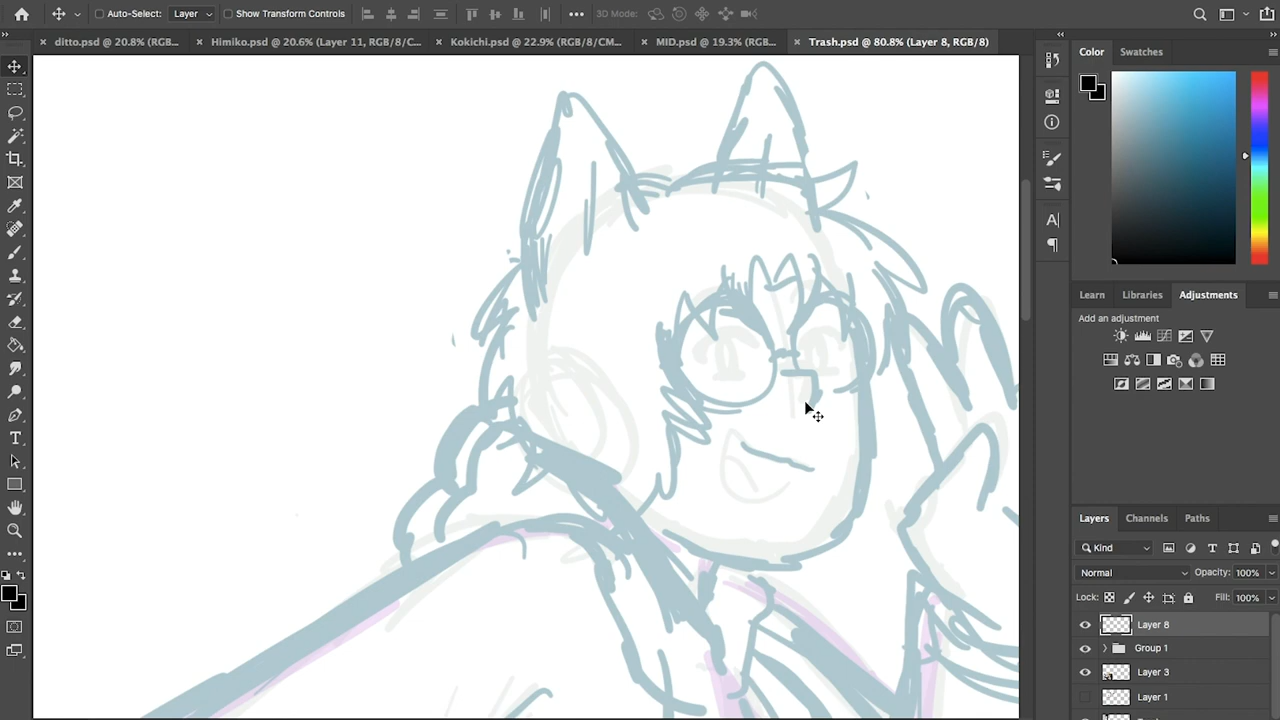 Auto-Select: Layer Show Transform Controls 3D Mode:
ditto.psd @ 20.8% (RGB... Himiko.psd @ 20.6% (Layer 11, RGB/8/C... Kokichi.psd @ 22.9% (RGB/8/CM... MID.psd @ 19.3% (RGB... Trash.psd @ 80.8% (Layer 8, RGB/8)
Color Swatches
Learn Libraries Adjustments
Add an adjustment
Layers Channels Paths
Kind
Normal Opacity: 100%
Lock: Fill: 100%
Layer 8
Group 1
Layer 3
Layer 1